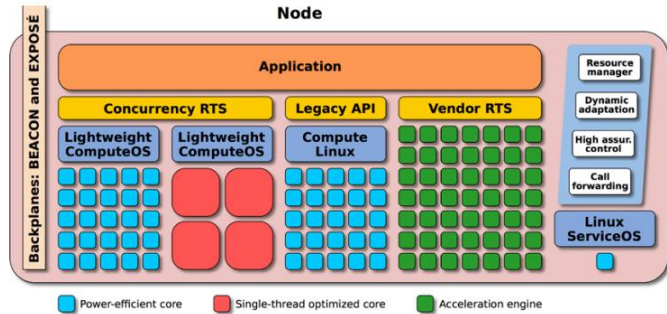 Node
Backplanes: BEACON and EXPOSÉ
Application
Concurrency RTS
Legacy API
Vendor RTS
Lightweight
ComputeOS
Lightweight
ComputeOS
Compute
Linux
Resource
manager
Dynamic
adaptation
High assur.
control
Call
forwarding
Linux
ServiceOS
Power-efficient core
Single-thread optimized core
Acceleration engine